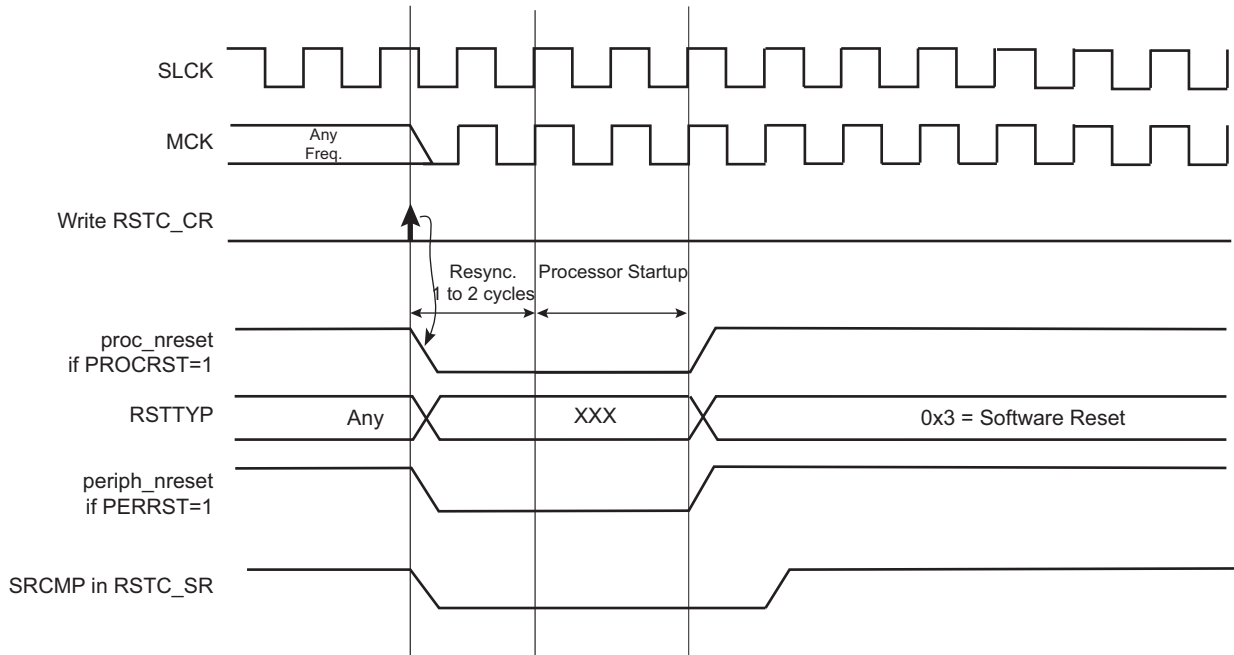 SLCK
MCK
Any
Freq.
Write RSTC_CR
Resync.
1 to 2 cycles
Processor Startup
proc_nreset
if PROCRST=1
RSTTYP
Any
XXX
0x3 = Software Reset
periph_nreset
if PERRST=1
SRCMP in RSTC_SR